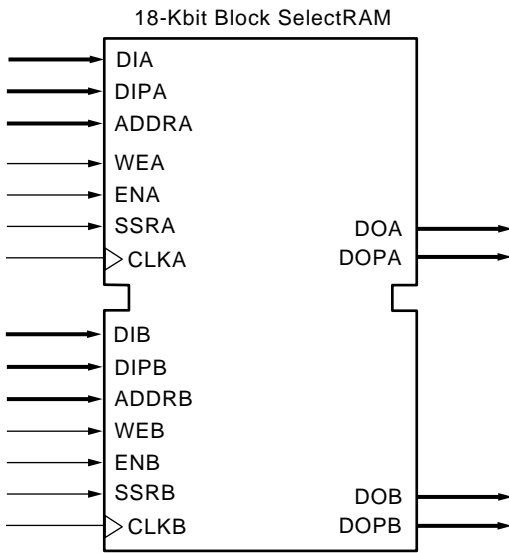 18-Kbit Block SelectRAM
DIA
DIPA
ADDRA
WEA
ENA
SSRA
CLKA
DOA
DOPA
DIB
DIPB
ADDRB
WEB
ENB
SSRB
CLKB
DOB
DOPB